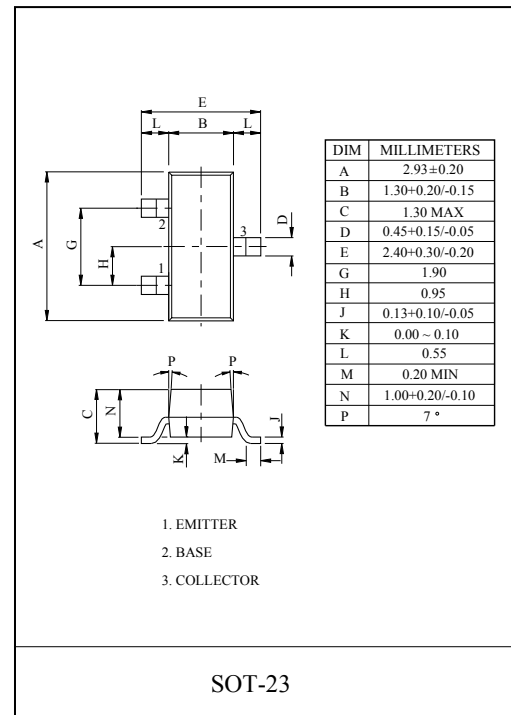 E
L B L
A
G
H
2
1
3
D
P P
C
N
K
M
J
DIM MILLIMETERS
A 2.93±0.20
B 1.30+0.20/-0.15
C 1.30 MAX
D 0.45+0.15/-0.05
E 2.40+0.30/-0.20
G 1.90
H 0.95
J 0.13+0.10/-0.05
K 0.00 ~ 0.10
L 0.55
M 0.20 MIN
N 1.00+0.20/-0.10
P 7 °
1. EMITTER
2. BASE
3. COLLECTOR
SOT-23